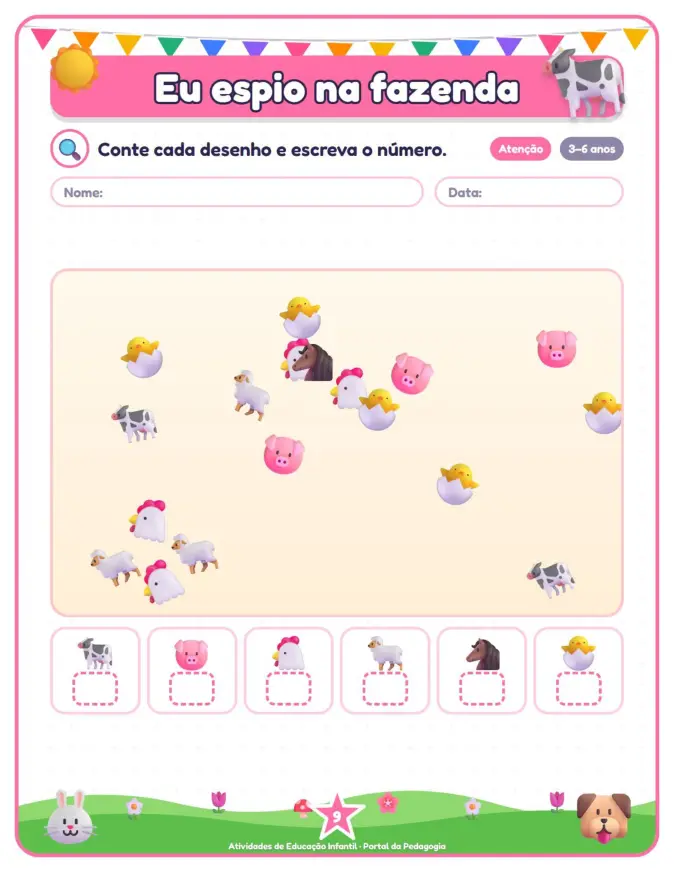 Eu espio na fazenda
Conte cada desenho e escreva o número.
Atenção
3–6 anos
Nome:
Data:
9
Atividades de Educação Infantil · Portal da Pedagogia